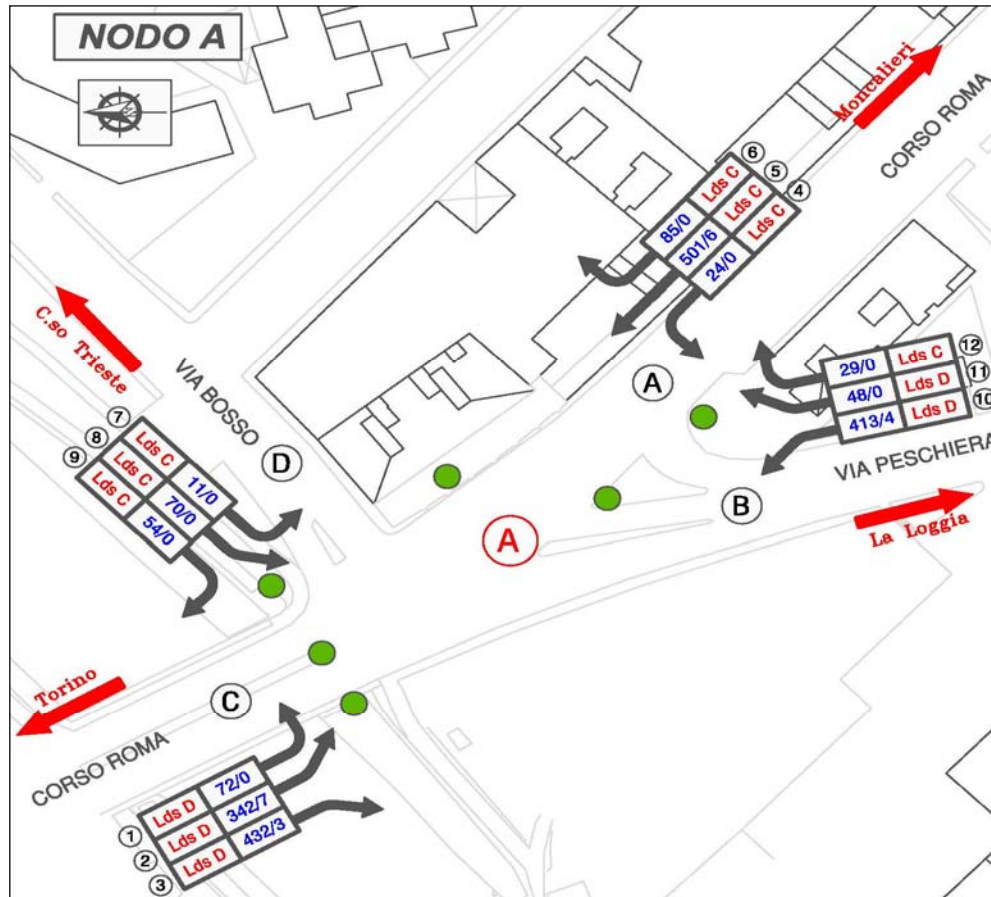 NODO A
Moncalieri
CORSO ROMA
6
5
4
Lds C
Lds C
Lds C
85/0
501/6
24/0
C.so Trieste
VIA BOSSO
A
29/0 Lds C 12
48/0 Lds D 11
413/4 Lds D 10
VIA PESCHIERA
B
La Loggia
7
8
9
Lds C 11/0
Lds C 70/0
Lds C 54/0
D
A
Torino
C
CORSO ROMA
1 Lds D 72/0
2 Lds D 342/7
3 Lds D 432/3